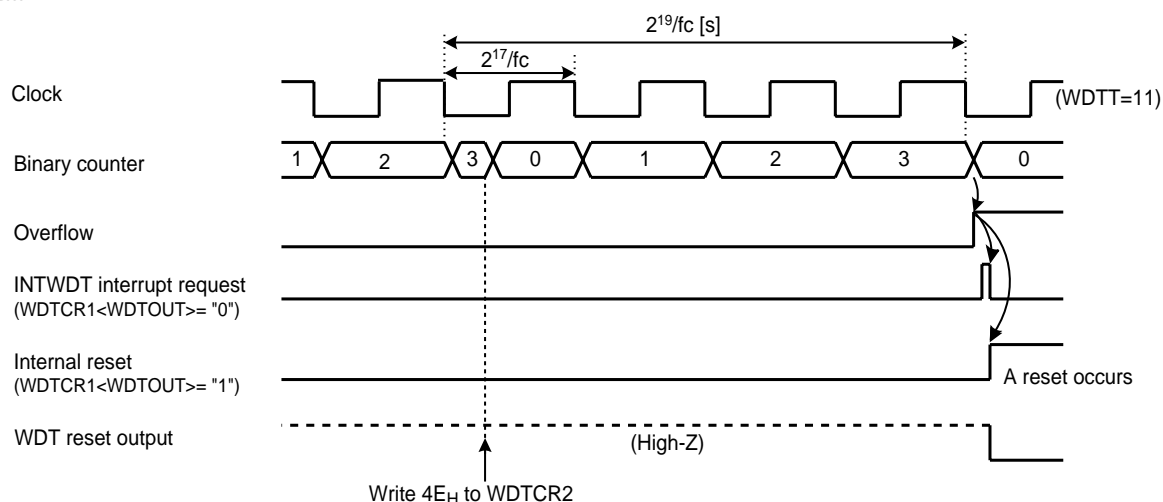 2¹⁹/fc [s]
2¹⁷/fc
Clock
(WDTT=11)
Binary counter
1 2 3 0 1 2 3 0
Overflow
INTWDT interrupt request
(WDTCR1<WDTOUT>= "0")
Internal reset
(WDTCR1<WDTOUT>= "1")
A reset occurs
WDT reset output
(High-Z)
Write 4E_H to WDTCR2